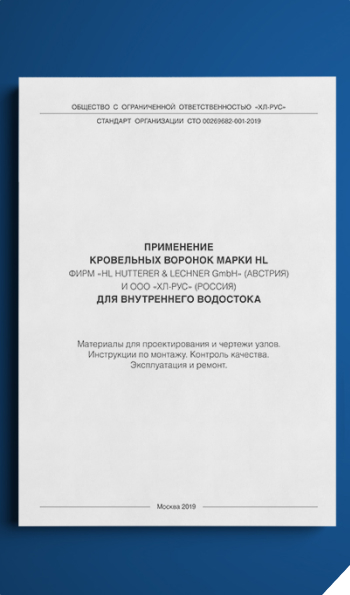 ОБЩЕСТВО С ОГРАНИЧЕННОЙ ОТВЕТСТВЕННОСТЬЮ «ХЛ-РУС»
СТАНДАРТ ОРГАНИЗАЦИИ СТО 00269682-001-2019
ПРИМЕНЕНИЕ
КРОВЕЛЬНЫХ ВОРОНОК МАРКИ HL
ФИРМ «HL HUTTERER & LECHNER GmbH» (АВСТРИЯ)
И ООО «ХЛ-РУС» (РОССИЯ)
ДЛЯ ВНУТРЕННЕГО ВОДОСТОКА
Материалы для проектирования и чертежи узлов.
Инструкции по монтажу. Контроль качества.
Эксплуатация и ремонт.
Москва 2019